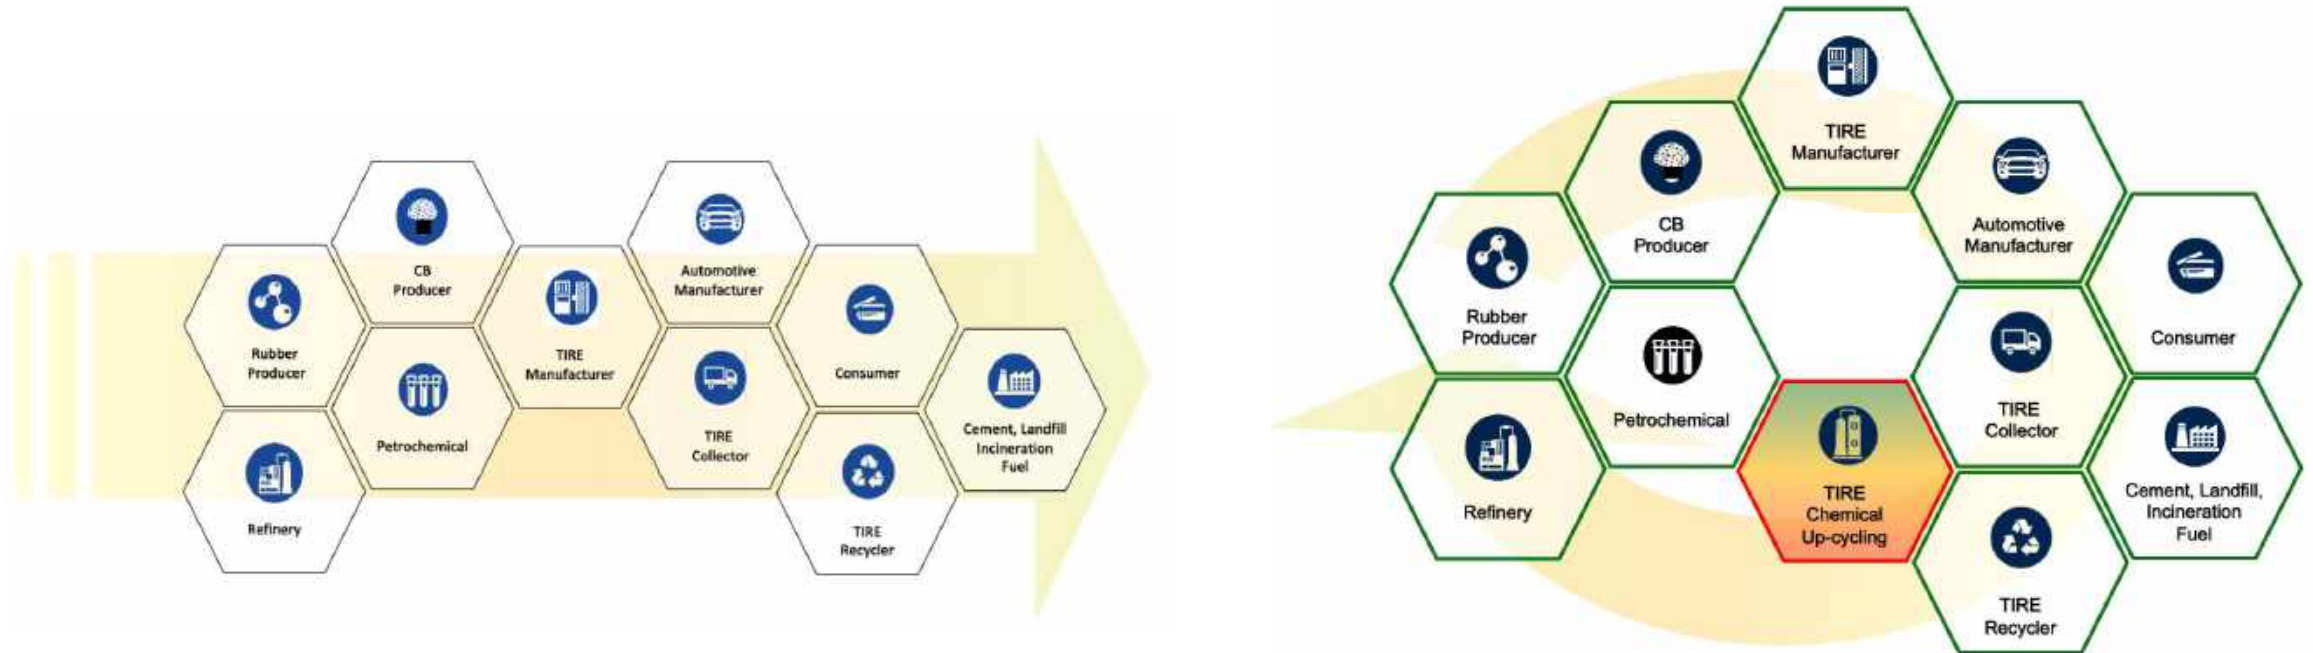 CB
Producer
Automotive
Manufacturer
Rubber
Producer
TIRE
Manufacturer
Consumer
Petrochemical
TIRE
Collector
Cement, Landfill
Incineration
Fuel
Refinery
TIRE
Recycler
TIRE
Manufacturer
CB
Producer
Automotive
Manufacturer
Rubber
Producer
Consumer
Petrochemical
TIRE
Collector
Refinery
TIRE
Chemical
Up-cycling
Cement, Landfill,
Incineration
Fuel
TIRE
Recycler